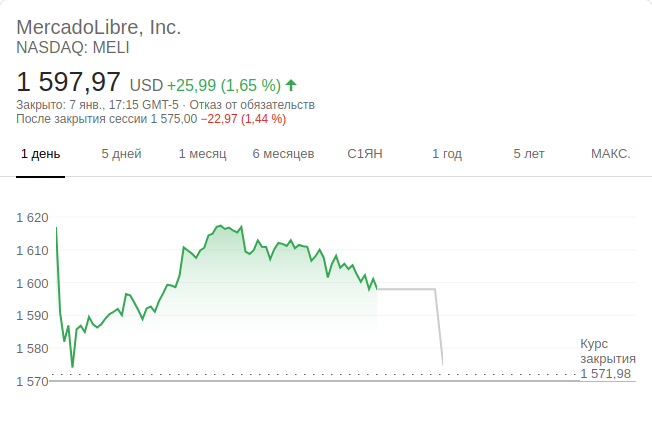 MercadoLibre, Inc.
NASDAQ: MELI
1 597,97 USD +25,99 (1,65 %)
Закрыто: 7 янв., 17:15 GMT-5 · Отказ от обязательств
После закрытия сессии 1 575,00 −22,97 (1,44 %)
1 день 5 дней 1 месяц 6 месяцев С1ЯН 1 год 5 лет МАКС.
1 620
1 610
1 600
1 590
1 580
1 570
Курс
закрытия
1 571,98